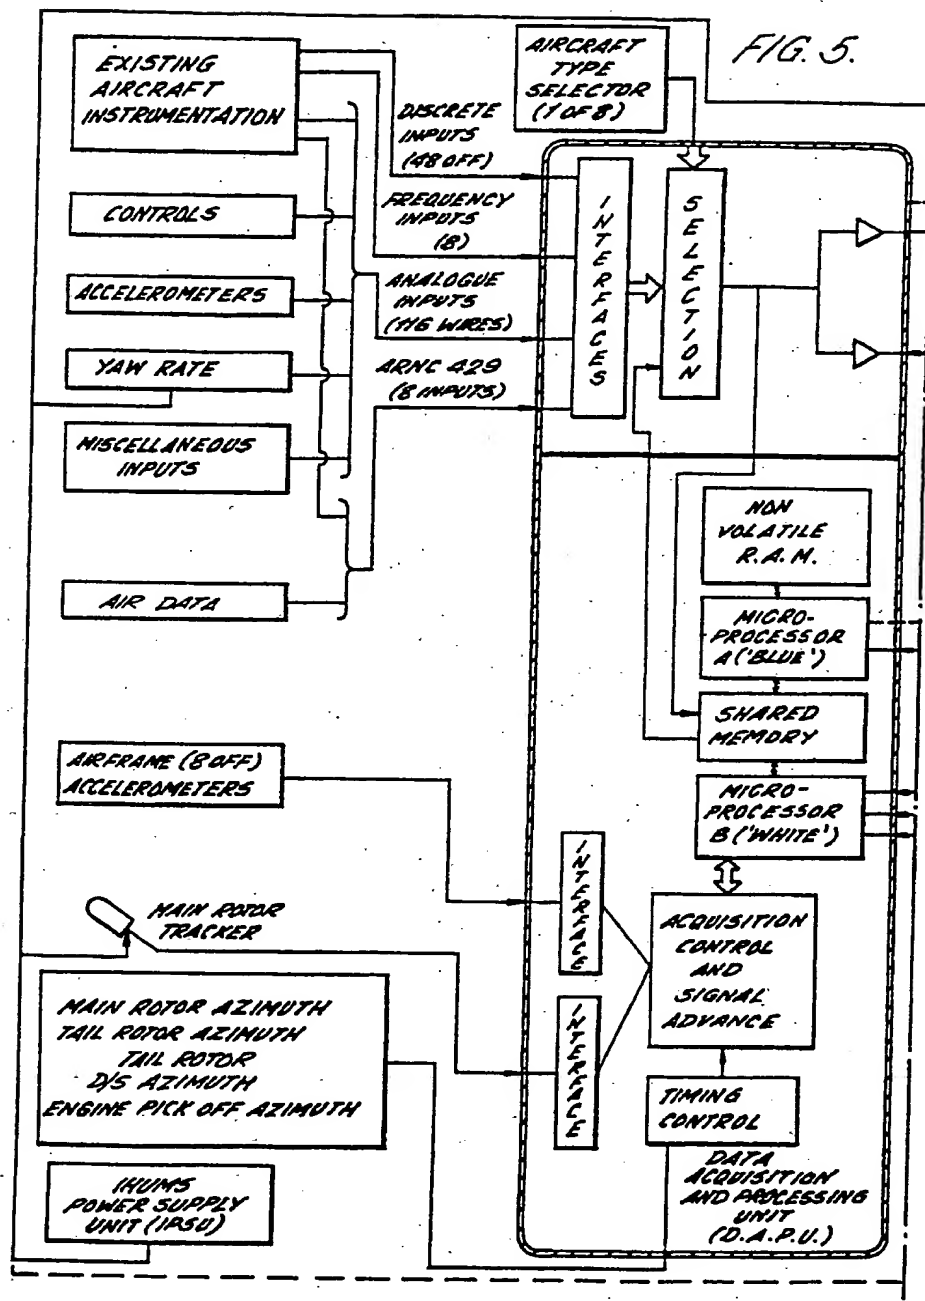 FIG. 5.
EXISTING
AIRCRAFT
INSTRUMENTATION
AIRCRAFT
TYPE
SELECTOR
(1 OF 8)
DISCRETE
INPUTS
(48 OFF)
CONTROLS
FREQUENCY
INPUTS
(8)
ACCELEROMETERS
ANALOGUE
INPUTS
(116 WIRES)
YAW RATE
ARNC 429
(8 INPUTS)
MISCELLANEOUS
INPUTS
AIR DATA
INTERFACES
SELECTION
NON
VOLATILE
R.A.M.
MICRO-
PROCESSOR
A ('BLUE')
SHARED
MEMORY
MICRO-
PROCESSOR
B ('WHITE')
AIRFRAME (8 OFF)
ACCELEROMETERS
MAIN ROTOR
TRACKER
INTERFACE
INTERFACE
ACQUISITION
CONTROL
AND
SIGNAL
ADVANCE
MAIN ROTOR AZIMUTH
TAIL ROTOR AZIMUTH
TAIL ROTOR
D/S AZIMUTH
ENGINE PICK OFF AZIMUTH
TIMING
CONTROL
IHUMS
POWER SUPPLY
UNIT (IPSU)
DATA
ACQUISITION
AND PROCESSING
UNIT
(D.A.P.U.)